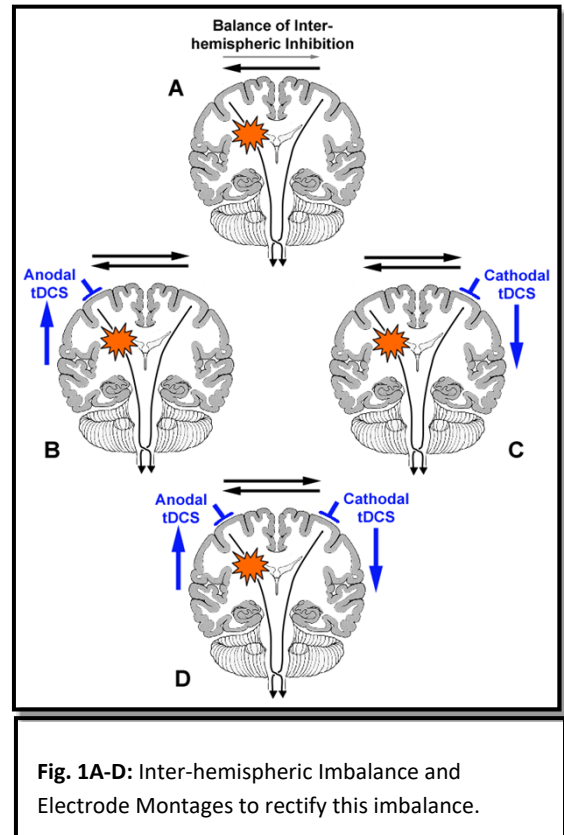 Balance of Inter-
hemispheric Inhibition
A
Anodal
tDCS
B
Cathodal
tDCS
C
Anodal
tDCS
Cathodal
tDCS
D
Fig. 1A-D: Inter-hemispheric Imbalance and
Electrode Montages to rectify this imbalance.